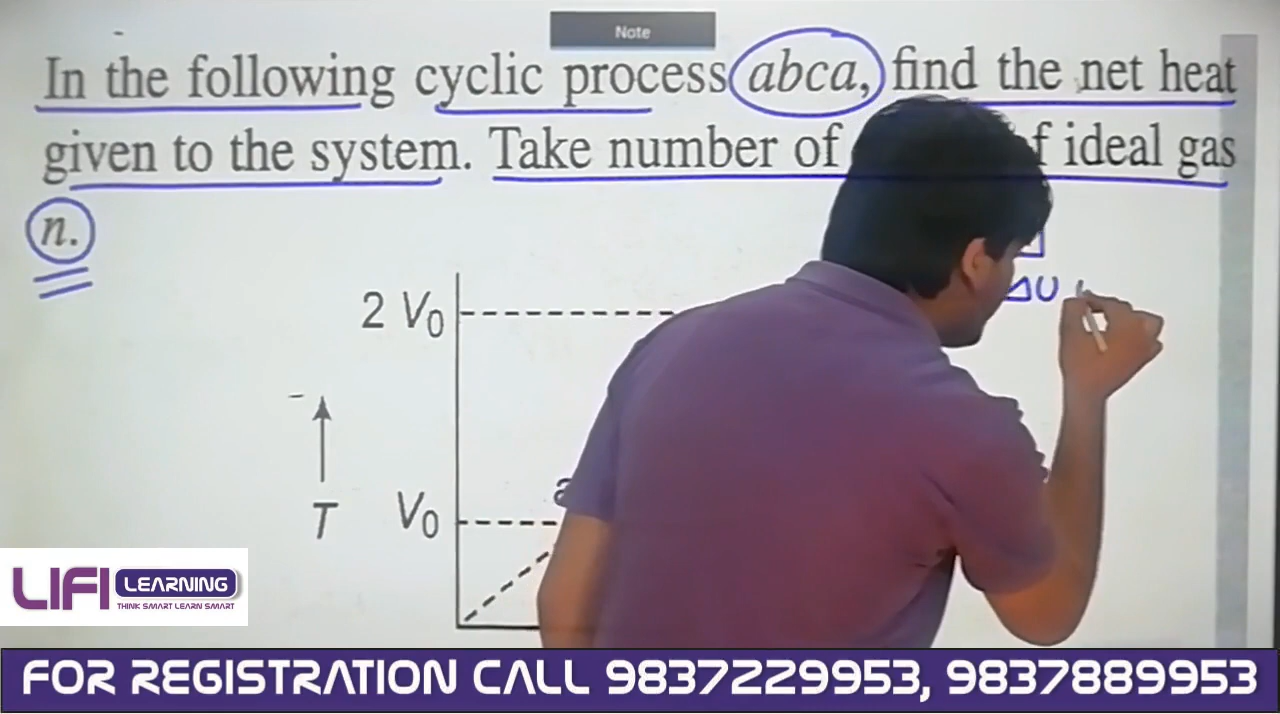 Note
In the following cyclic process abca, find the net heat
given to the system. Take number of f ideal gas
n.
ΔU
2 V₀
T V₀
a
LIFI LEARNING
THINK SMART LEARN SMART
FOR REGISTRATION CALL 9837229953, 9837889953